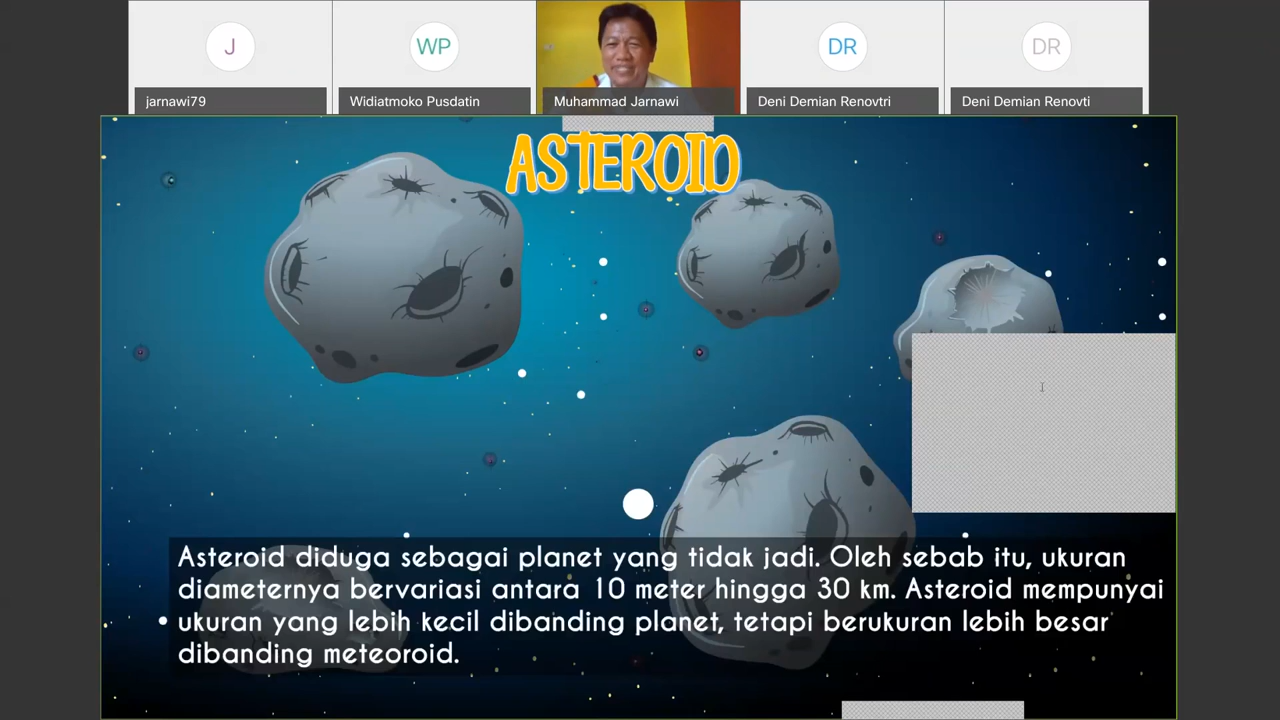 J
WP
DR
DR
jarnawi79
Widiatmoko Pusdatin
Muhammad Jarnawi
Deni Demian Renovtri
Deni Demian Renovti
ASTEROID
Asteroid diduga sebagai planet yang tidak jadi. Oleh sebab itu, ukuran
diameternya bervariasi antara 10 meter hingga 30 km. Asteroid mempunyai
• ukuran yang lebih kecil dibanding planet, tetapi berukuran lebih besar
dibanding meteoroid.